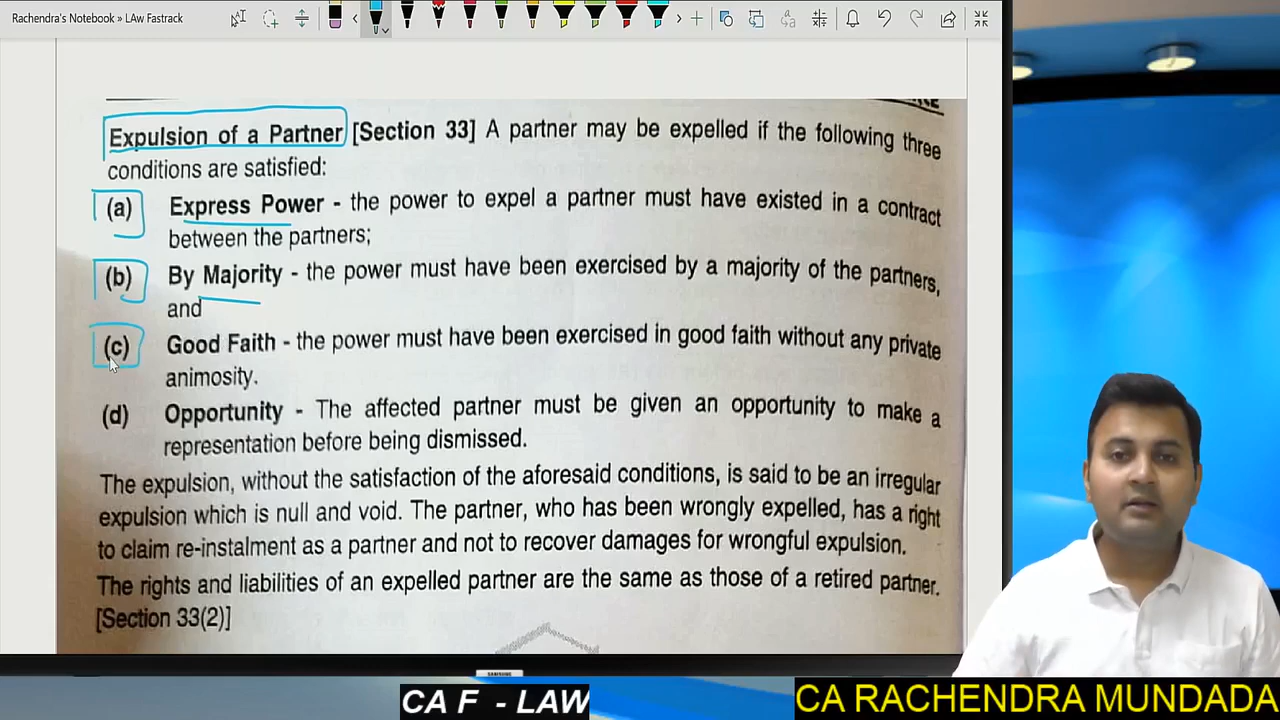 Rachendra's Notebook » LAw Fastrack
Expulsion of a Partner [Section 33] A partner may be expelled if the following three
conditions are satisfied:
(a) Express Power - the power to expel a partner must have existed in a contract
between the partners;
(b) By Majority - the power must have been exercised by a majority of the partners,
and
(c) Good Faith - the power must have been exercised in good faith without any private
animosity.
(d) Opportunity - The affected partner must be given an opportunity to make a
representation before being dismissed.
The expulsion, without the satisfaction of the aforesaid conditions, is said to be an irregular
expulsion which is null and void. The partner, who has been wrongly expelled, has a right
to claim re-instalment as a partner and not to recover damages for wrongful expulsion.
The rights and liabilities of an expelled partner are the same as those of a retired partner.
[Section 33(2)]
SAMSUNG
CA F - LAW
CA RACHENDRA MUNDADA